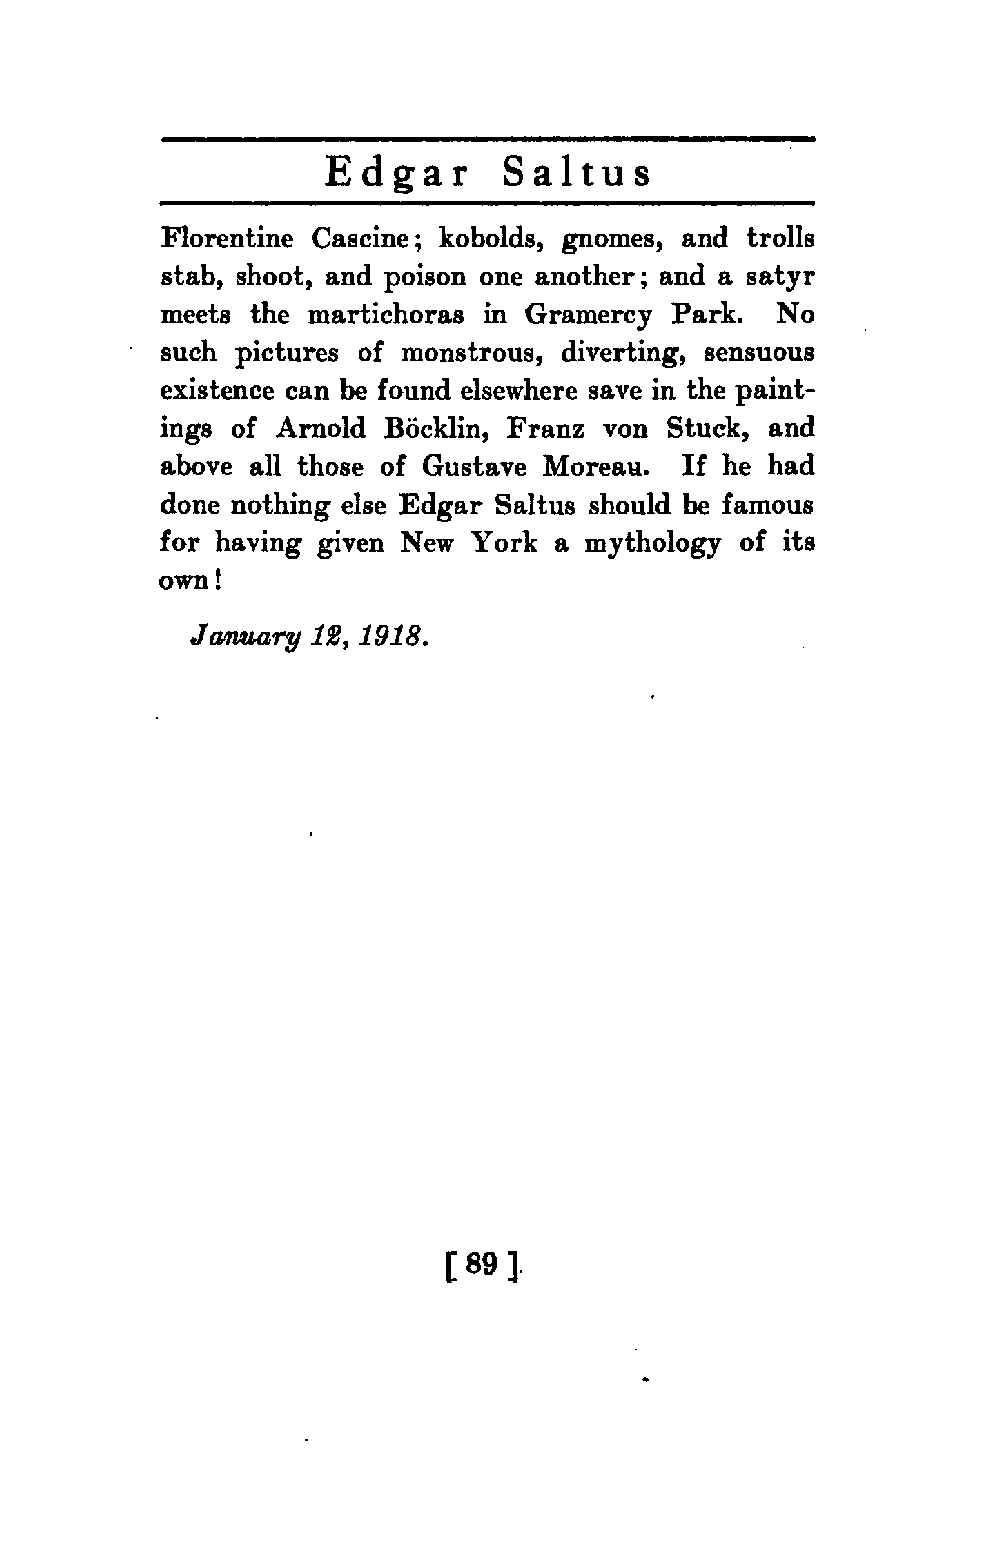 Edgar Saltus
Florentine Cascine; kobolds, gnomes, and trolls
stab, shoot, and poison one another; and a satyr
meets the martichoras in Gramercy Park. No
such pictures of monstrous, diverting, sensuous
existence can be found elsewhere save in the paint-
ings of Arnold Böcklin, Franz von Stuck, and
above all those of Gustave Moreau. If he had
done nothing else Edgar Saltus should be famous
for having given New York a mythology of its
own!
January 12, 1918.
[ 89 ]